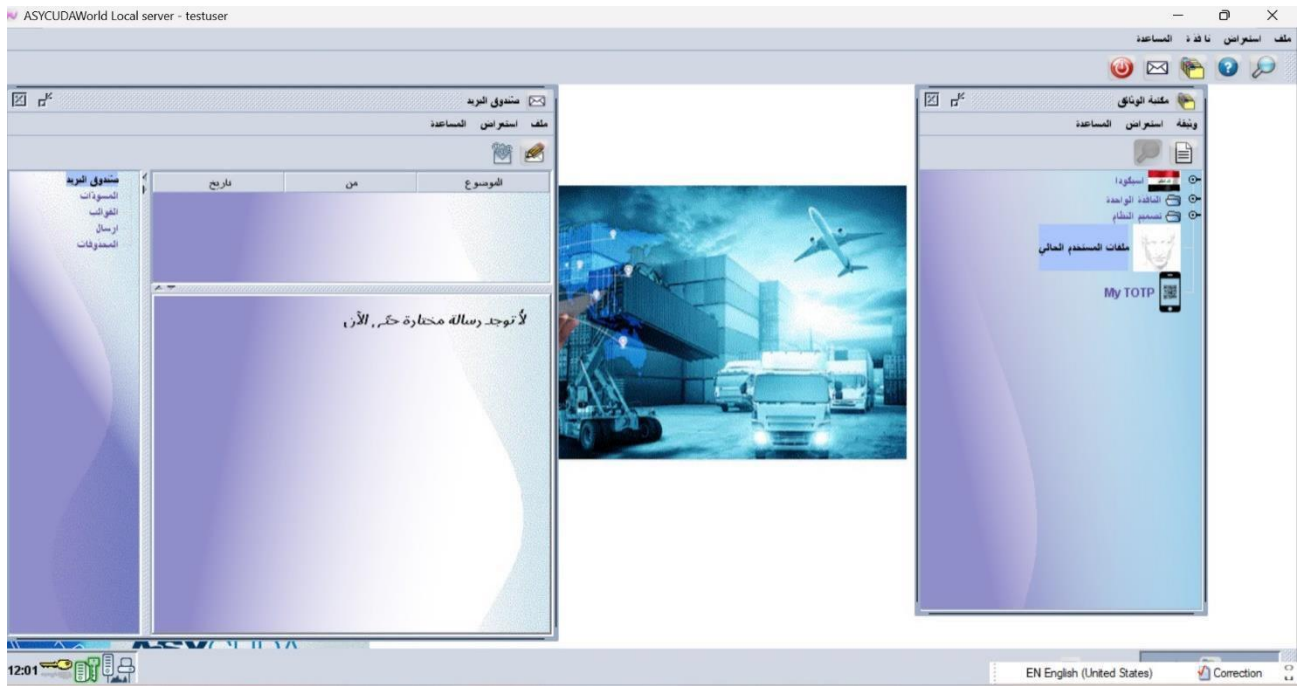 ASYCUDAWorld Local server - testuser
ملف استعراض نافذة المساعدة
صندوق البريد
ملف استعراض المساعدة
صندوق البريد
المسودات
القوالب
ارسال
المحذوفات
الموضوع من تاريخ
لأ توجد رسالة مختارة حتى الآن
مكتبة الوثائق
وثيقة استعراض المساعدة
اسيكودا
النافذة الواحدة
تصميم النظام
ملفات المستخدم الحالي
My TOTP
ASYCUDA
12:01
EN English (United States)
Correction